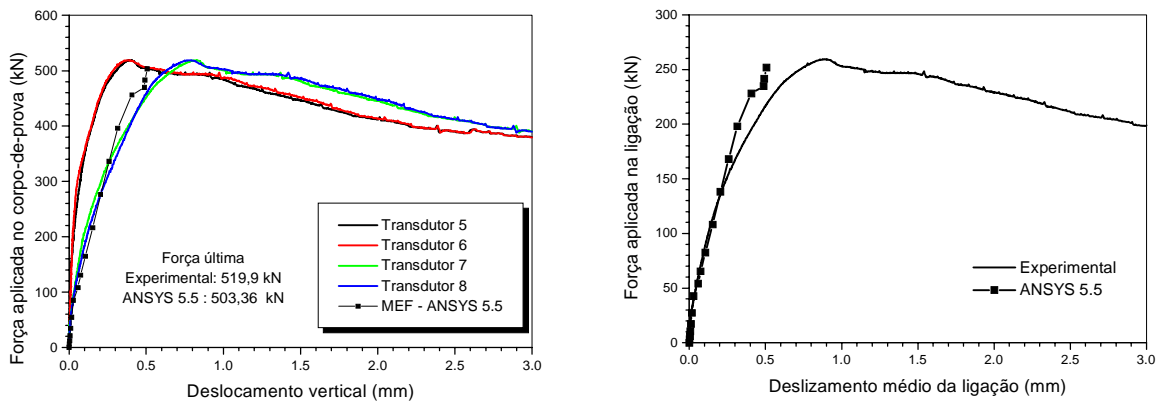 Força aplicada no corpo-de-prova (kN)
600
500
400
300
200
100
0
0.0
0.5
1.0
1.5
2.0
2.5
3.0
Deslocamento vertical (mm)
Força última
Experimental: 519,9 kN
ANSYS 5.5 : 503,36 kN
Transdutor 5
Transdutor 6
Transdutor 7
Transdutor 8
MEF - ANSYS 5.5
Força aplicada na ligação (kN)
300
250
200
150
100
50
0
0.0
0.5
1.0
1.5
2.0
2.5
3.0
Deslizamento médio da ligação (mm)
Experimental
ANSYS 5.5